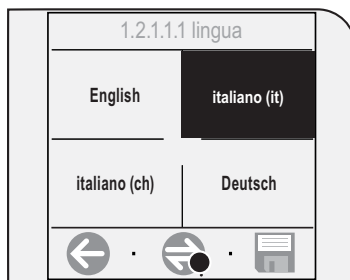 1.2.1.1.1 lingua
English italiano (it)
italiano (ch) Deutsch